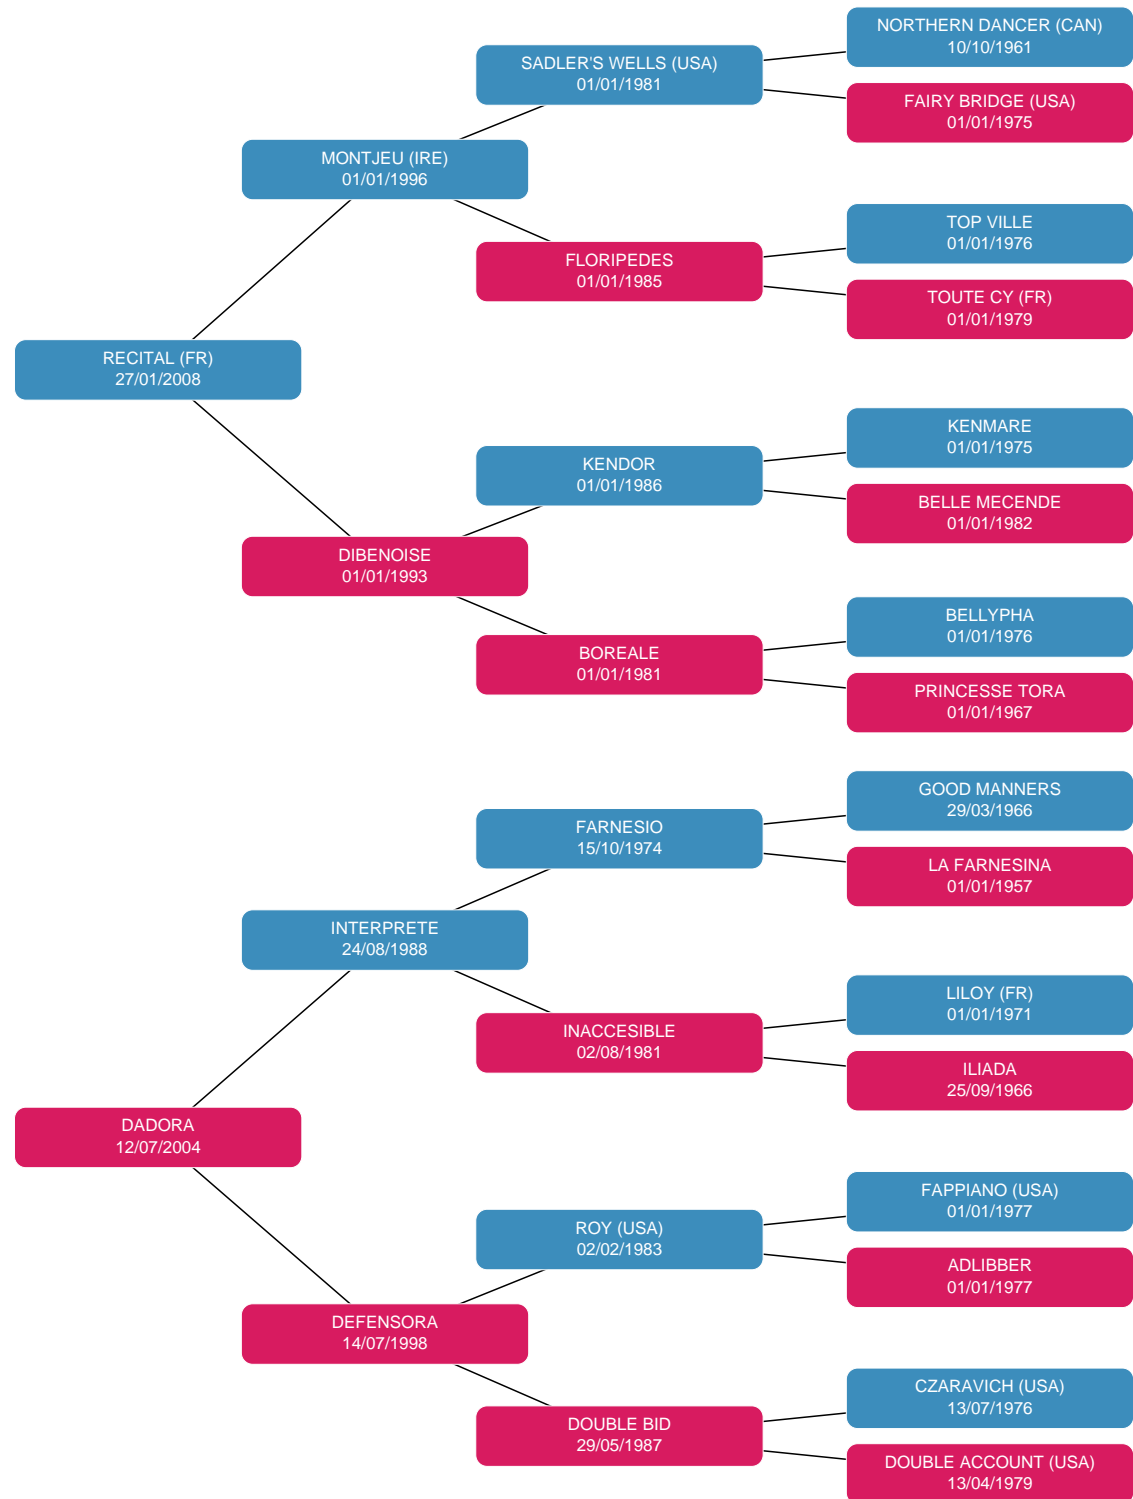 NORTHERN DANCER (CAN)
10/10/1961
SADLER'S WELLS (USA)
01/01/1981
FAIRY BRIDGE (USA)
01/01/1975
MONTJEU (IRE)
01/01/1996
TOP VILLE
01/01/1976
FLORIPEDES
01/01/1985
TOUTE CY (FR)
01/01/1979
RECITAL (FR)
27/01/2008
KENMARE
01/01/1975
KENDOR
01/01/1986
BELLE MECENDE
01/01/1982
DIBENOISE
01/01/1993
BELLYPHA
01/01/1976
BOREALE
01/01/1981
PRINCESSE TORA
01/01/1967
GOOD MANNERS
29/03/1966
FARNESIO
15/10/1974
LA FARNESINA
01/01/1957
INTERPRETE
24/08/1988
LILOY (FR)
01/01/1971
INACCESIBLE
02/08/1981
ILIADA
25/09/1966
DADORA
12/07/2004
FAPPIANO (USA)
01/01/1977
ROY (USA)
02/02/1983
ADLIBBER
01/01/1977
DEFENSORA
14/07/1998
CZARAVICH (USA)
13/07/1976
DOUBLE BID
29/05/1987
DOUBLE ACCOUNT (USA)
13/04/1979